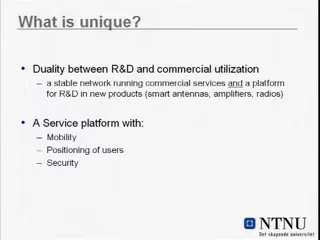 What is unique?
• Duality between R&D and commercial utilization
– a stable network running commercial services and a platform
for R&D in new products (smart antennas, amplifiers, radios)
• A Service platform with:
– Mobility
– Positioning of users
– Security
NTNU
Det skapende universitet